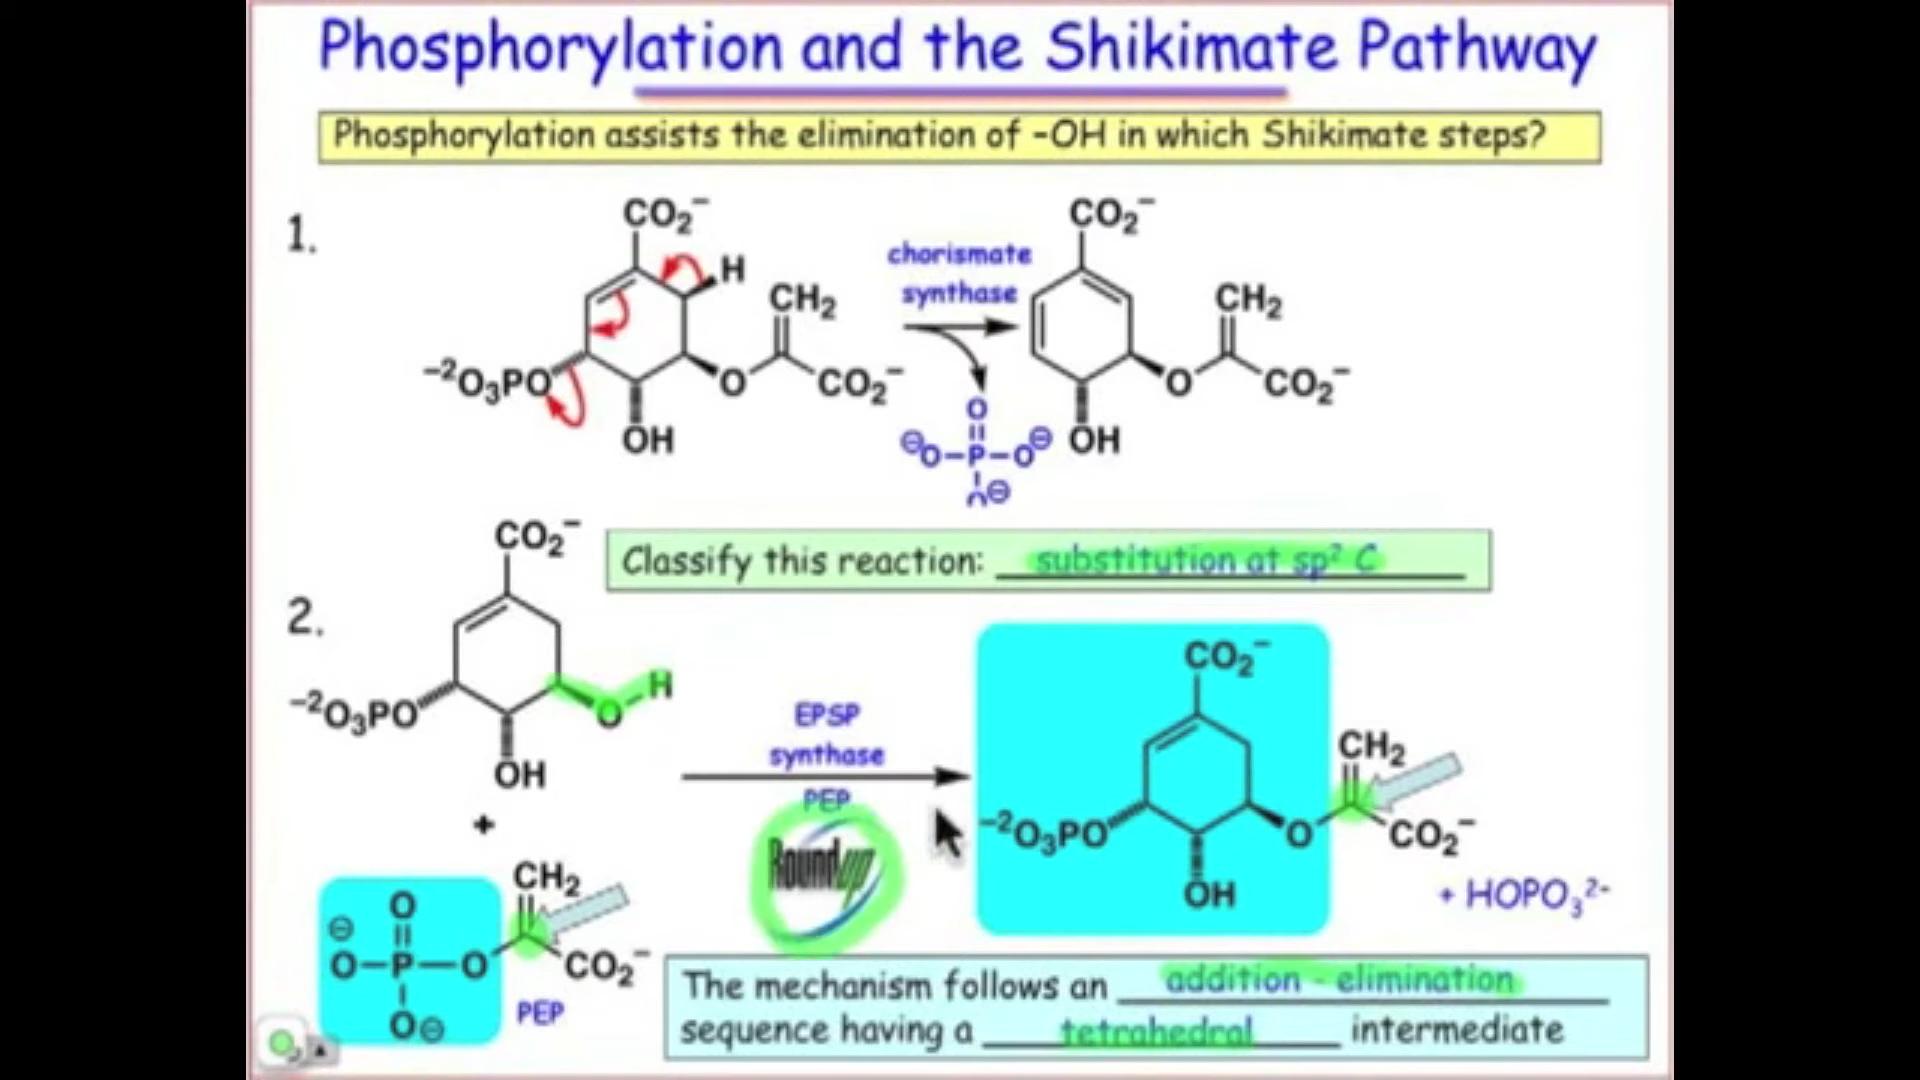 Phosphorylation and the Shikimate Pathway
Phosphorylation assists the elimination of –OH in which Shikimate steps?
1.
CO₂⁻
H
CH₂
⁻²O₃PO
O
CO₂⁻
OH
chorismate
synthase
O
⊖O–P–O⊖
O⊖
CO₂⁻
CH₂
O
CO₂⁻
OH
Classify this reaction: substitution at sp² C
2.
CO₂⁻
H
⁻²O₃PO
O
OH
+
O
⊖
O–P–O
O⊖
CH₂
CO₂⁻
PEP
EPSP
synthase
PEP
Roundup
CO₂⁻
CH₂
⁻²O₃PO
O
CO₂⁻
OH
+ HOPO₃²⁻
The mechanism follows an addition - elimination
sequence having a tetrahedral intermediate